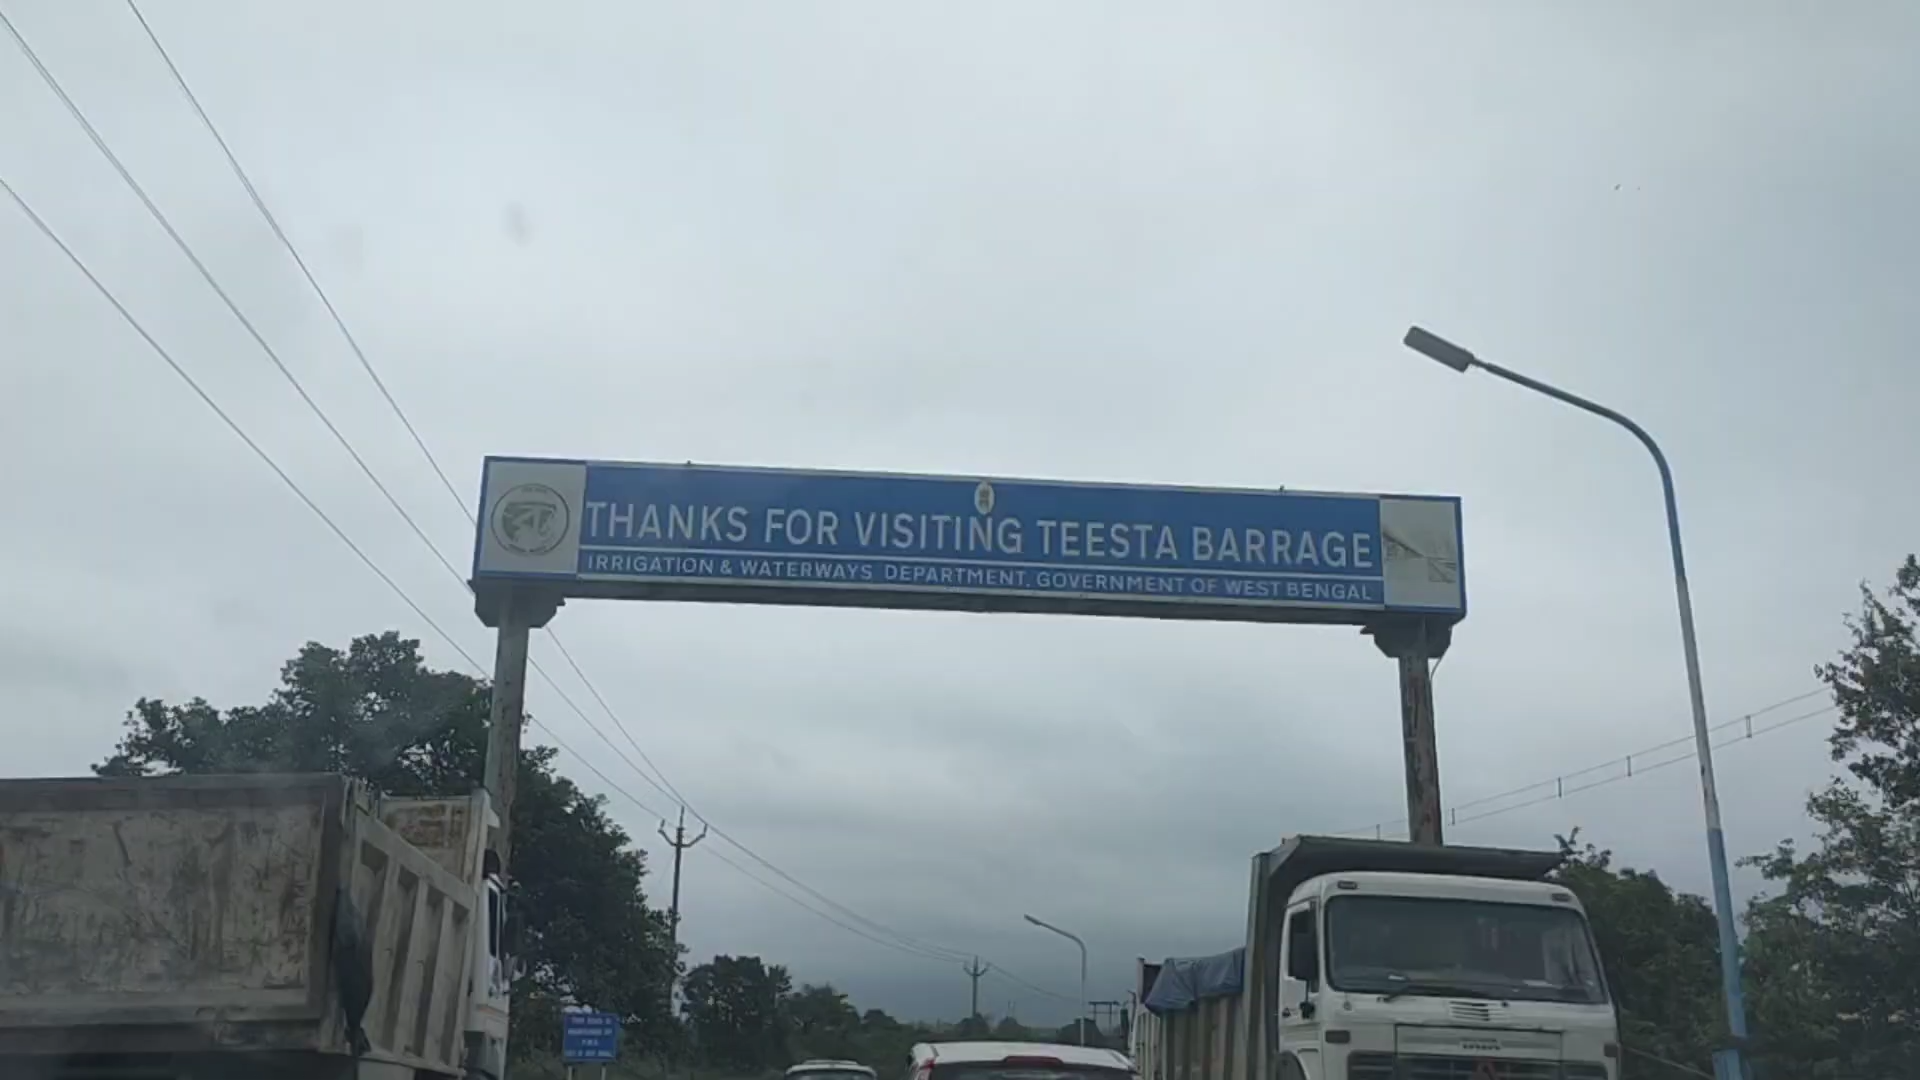 THANKS FOR VISITING TEESTA BARRAGE
IRRIGATION & WATERWAYS DEPARTMENT. GOVERNMENT OF WEST BENGAL